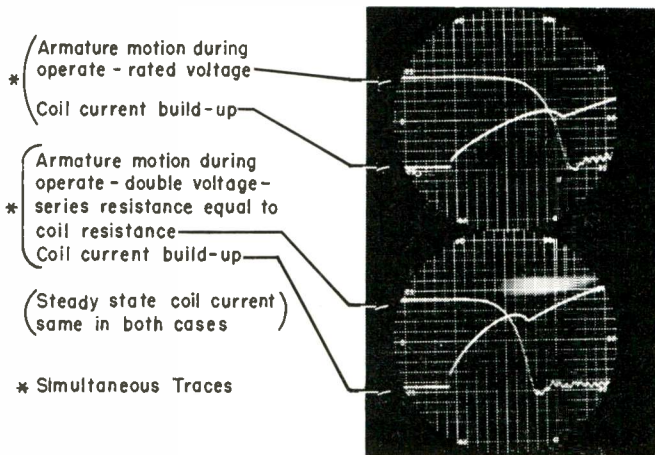 Armature motion during
operate - rated voltage
*
Coil current build-up
Armature motion during
operate - double voltage -
series resistance equal to
*
coil resistance
Coil current build-up
(Steady state coil current
same in both cases)
* Simultaneous Traces